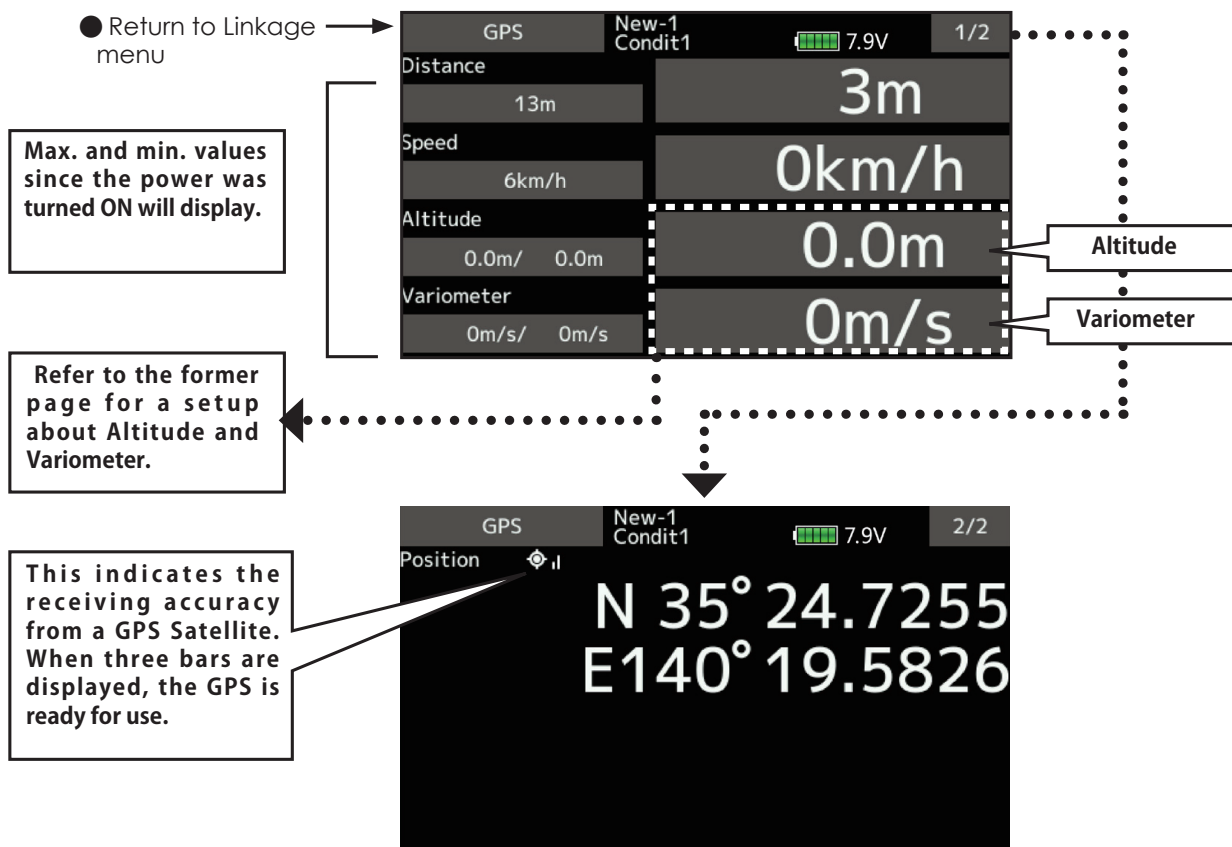 ● Return to Linkage
menu
GPS
New-1
Condit1
7.9V
1/2
Distance
13m
3m
Speed
6km/h
0km/h
Altitude
0.0m/ 0.0m
0.0m
Variometer
0m/s/ 0m/s
0m/s
Max. and min. values
since the power was
turned ON will display.
Altitude
Variometer
Refer to the former
page for a setup
about Altitude and
Variometer.
GPS
New-1
Condit1
7.9V
2/2
Position
N 35° 24.7255
E140° 19.5826
This indicates the
receiving accuracy
from a GPS Satellite.
When three bars are
displayed, the GPS is
ready for use.